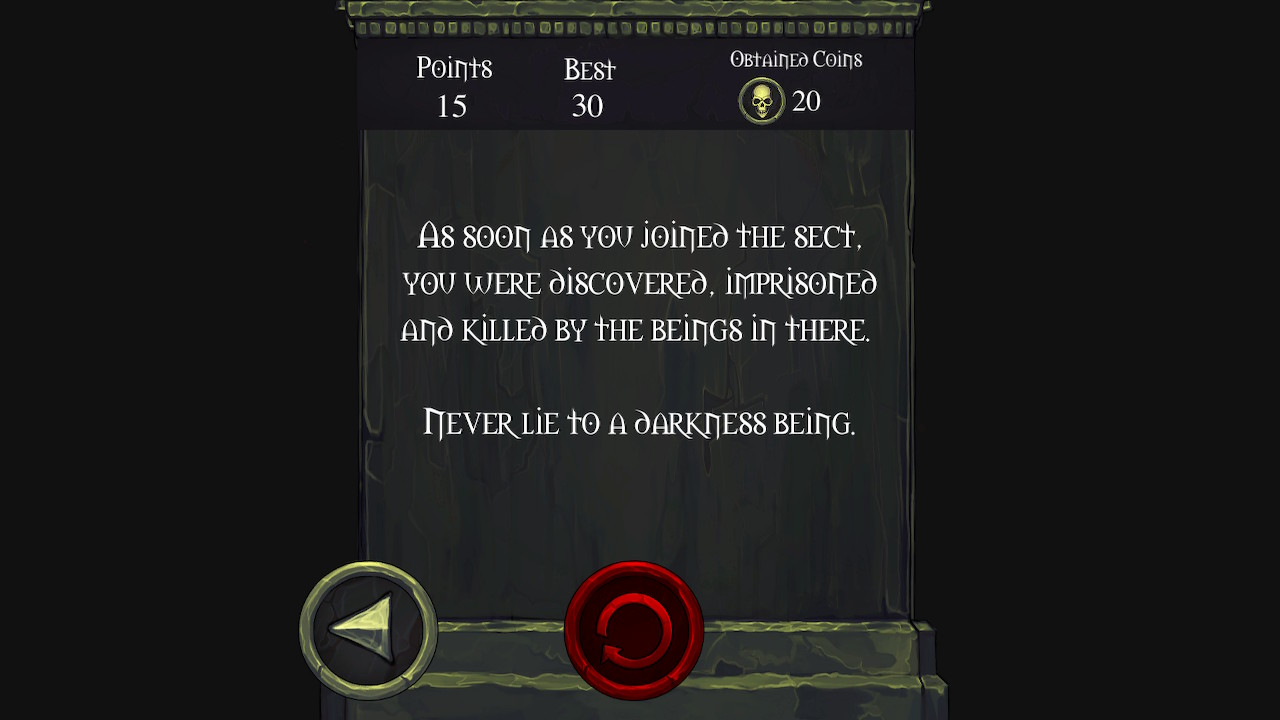 Points
Best
Obtained Coins
15
30
20
As soon as you joined the sect,
you were discovered, imprisoned
and killed by the beings in there.
Never lie to a darkness being.